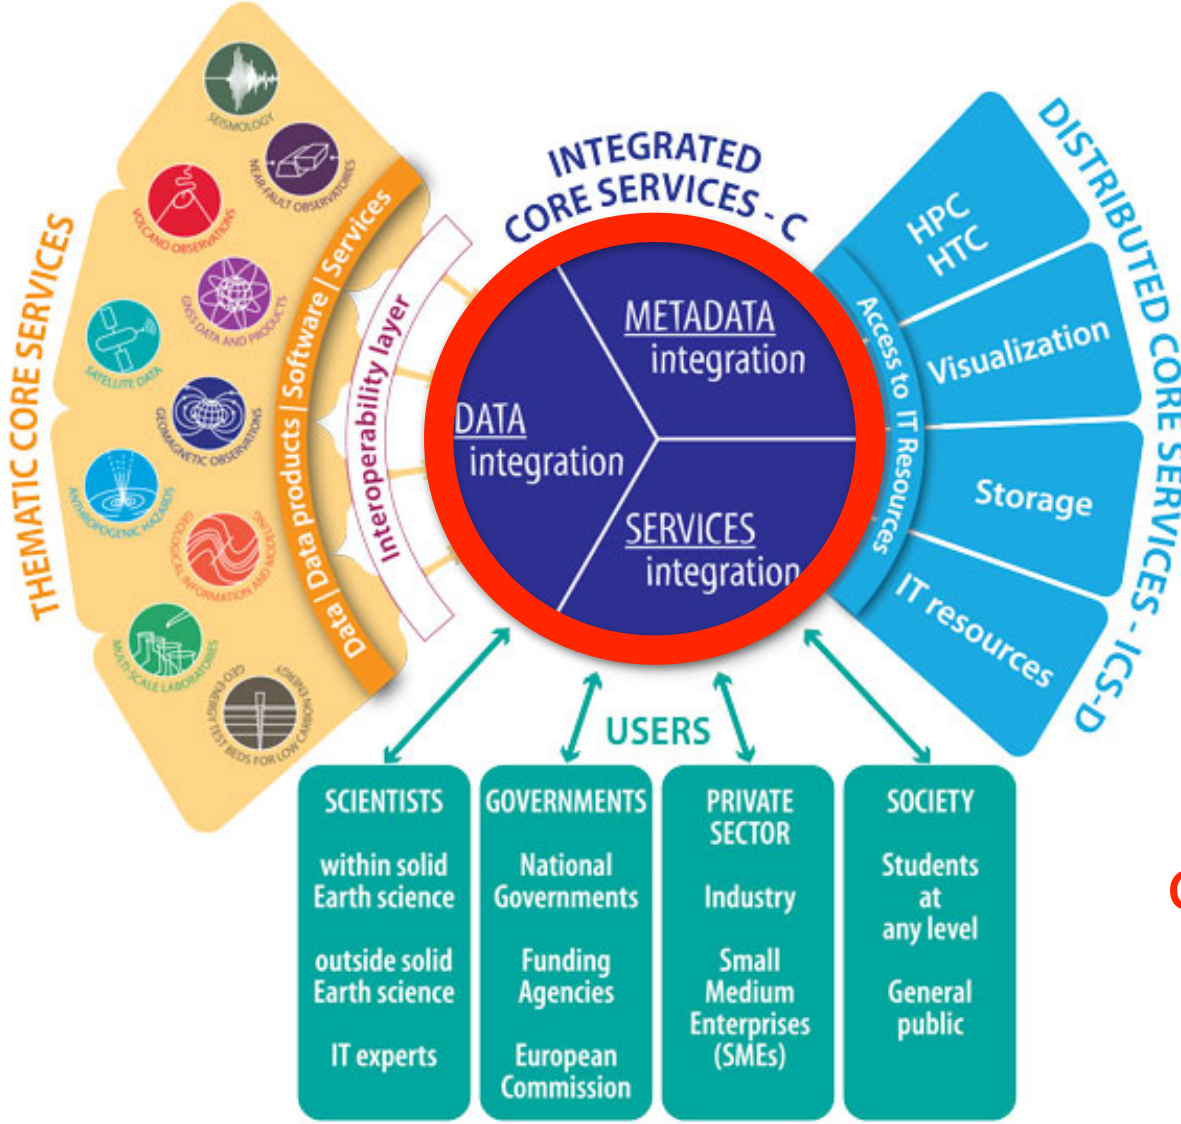 THEMATIC CORE SERVICES
SEISMOLOGY
NEAR-FAULT OBSERVATORIES
VOLCANO OBSERVATIONS
GNSS DATA AND PRODUCTS
SATELLITE DATA
GEOMAGNETIC OBSERVATIONS
ANTHROPOGENIC HAZARDS
GEOLOGICAL INFORMATION AND MODELING
MULTI-SCALE LABORATORIES
GEO-ENERGY TEST BEDS FOR LOW CARBON ENERGY
Data | Data products | Software | Services
Interoperability layer
INTEGRATED
CORE SERVICES - C
METADATA
integration
DATA
integration
SERVICES
integration
Access to IT Resources
HPC
HTC
Visualization
Storage
IT resources
DISTRIBUTED CORE SERVICES - ICS-D
USERS
SCIENTISTS
within solid
Earth science
outside solid
Earth science
IT experts
GOVERNMENTS
National
Governments
Funding
Agencies
European
Commission
PRIVATE
SECTOR
Industry
Small
Medium
Enterprises
(SMEs)
SOCIETY
Students
at
any level
General
public